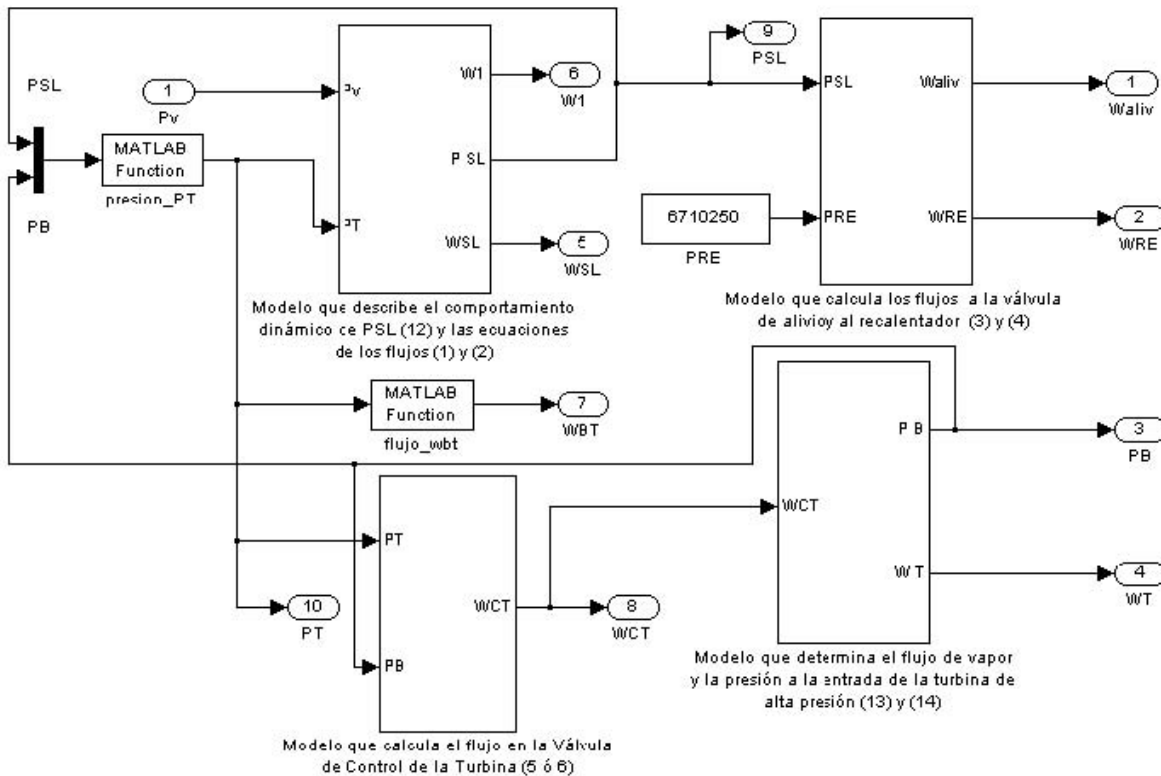 PSL
PB
1
Pv
MATLAB
Function
presion_PT
Pv
PT
W1
PSL
WSL
6
W1
5
WSL
Modelo que describe el comportamiento
dinámico de PSL (12) y las ecuaciones
de los flujos (1) y (2)
9
PSL
6710250
PRE
PSL
PRE
Waliv
WRE
1
Waliv
2
WRE
Modelo que calcula los flujos a la válvula
de alivioy al recalentador (3) y (4)
MATLAB
Function
flujo_wbt
7
WBT
10
PT
PT
PB
WCT
8
WCT
Modelo que calcula el flujo en la Válvula
de Control de la Turbina (5 ó 6)
WCT
PB
WT
3
PB
4
WT
Modelo que determina el flujo de vapor
y la presión a la entrada de la turbina de
alta presión (13) y (14)